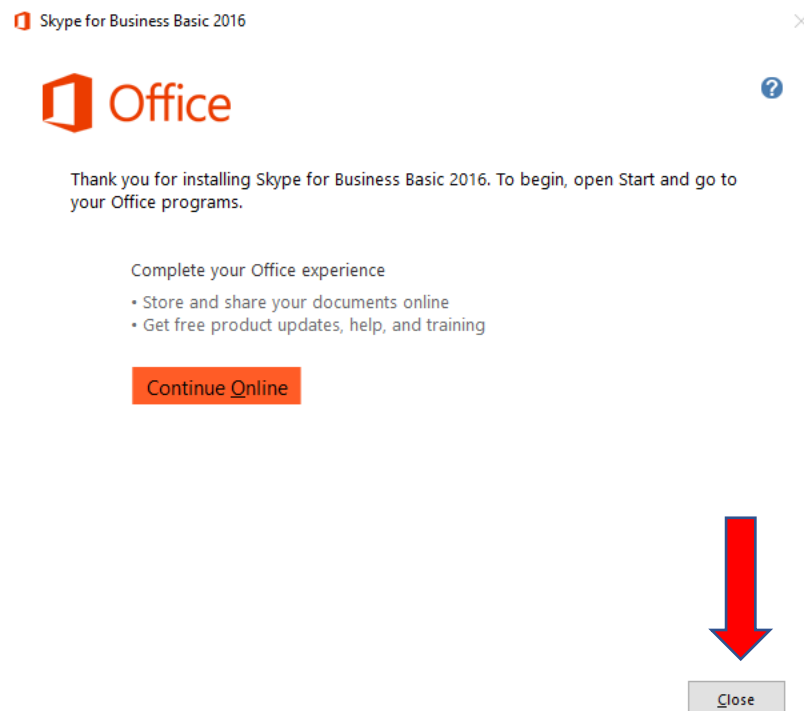 Skype for Business Basic 2016
Office
?
Thank you for installing Skype for Business Basic 2016. To begin, open Start and go to
your Office programs.
Complete your Office experience
• Store and share your documents online
• Get free product updates, help, and training
Continue Online
Close